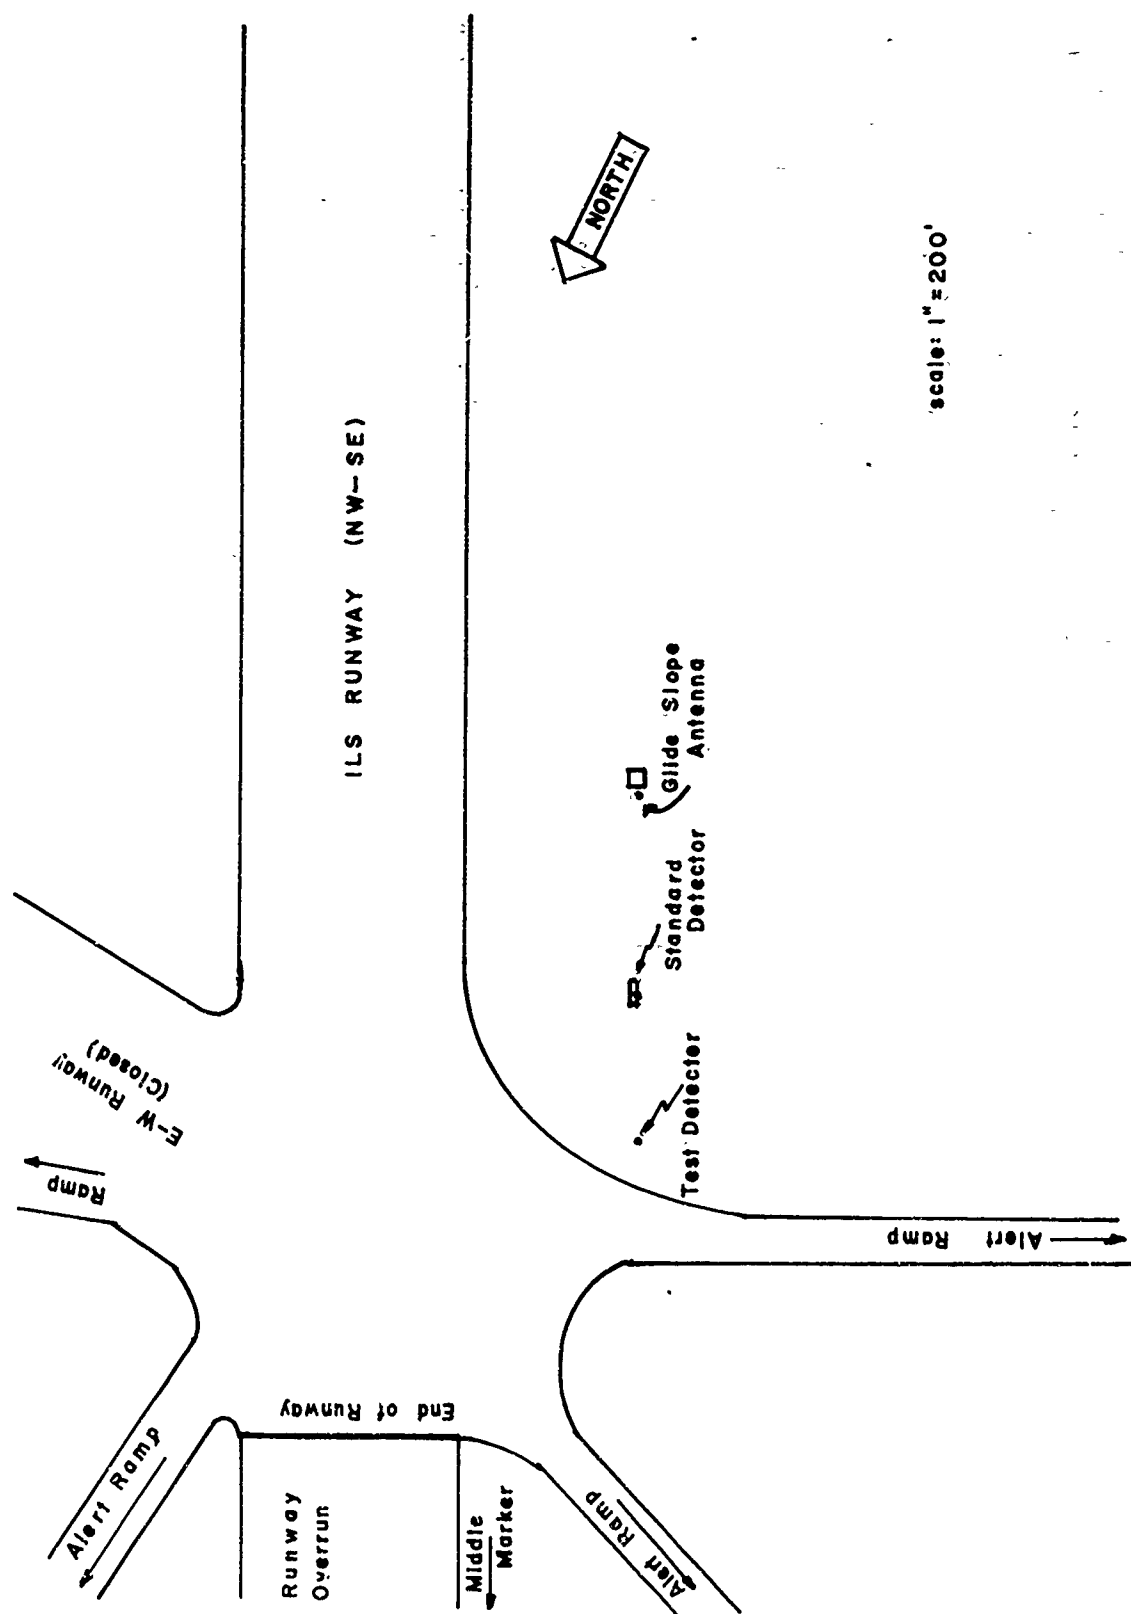 ILS RUNWAY (NW-SE)
NORTH
scale: 1" = 200'
Glide Slope
Antenna
Standard
Detector
Test Detector
E-W Runway
(Closed)
Ramp
Alert Ramp
End of Runway
Runway
Overrun
Middle
Marker
Alert Ramp
Alert Ramp